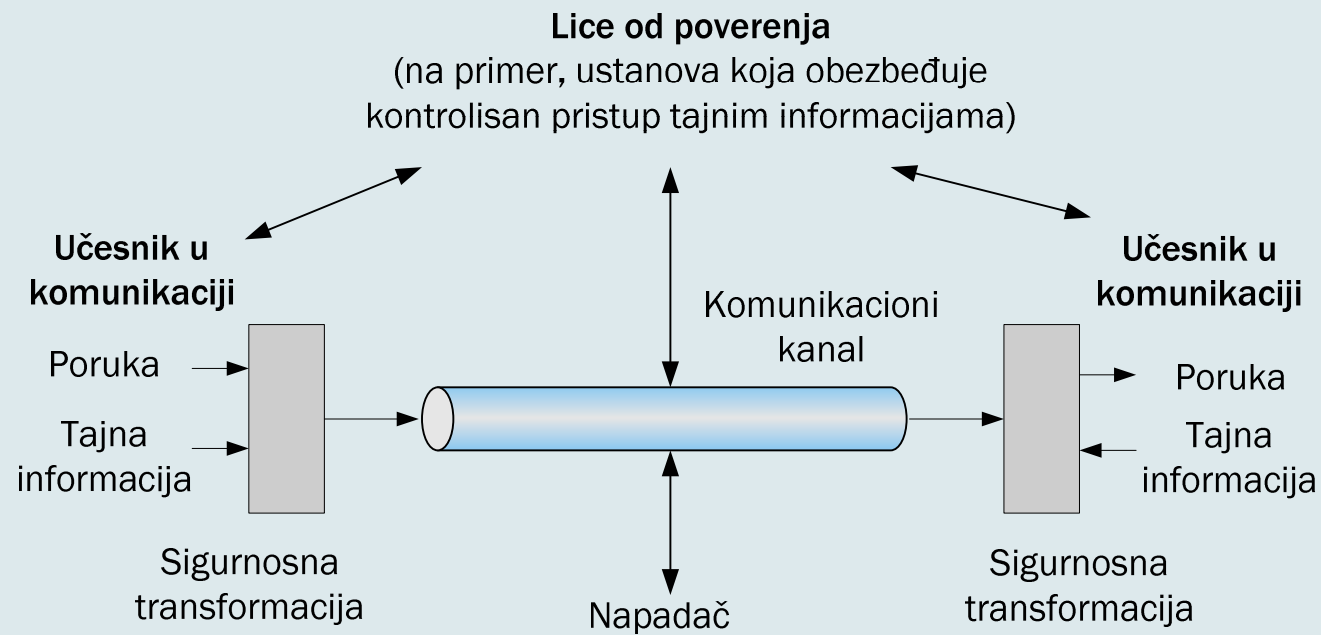 Lice od poverenja
(na primer, ustanova koja obezbeđuje
kontrolisan pristup tajnim informacijama)
Učesnik u
komunikaciji
Učesnik u
komunikaciji
Komunikacioni
kanal
Poruka
Tajna
informacija
Poruka
Tajna
informacija
Sigurnosna
transformacija
Napadač
Sigurnosna
transformacija